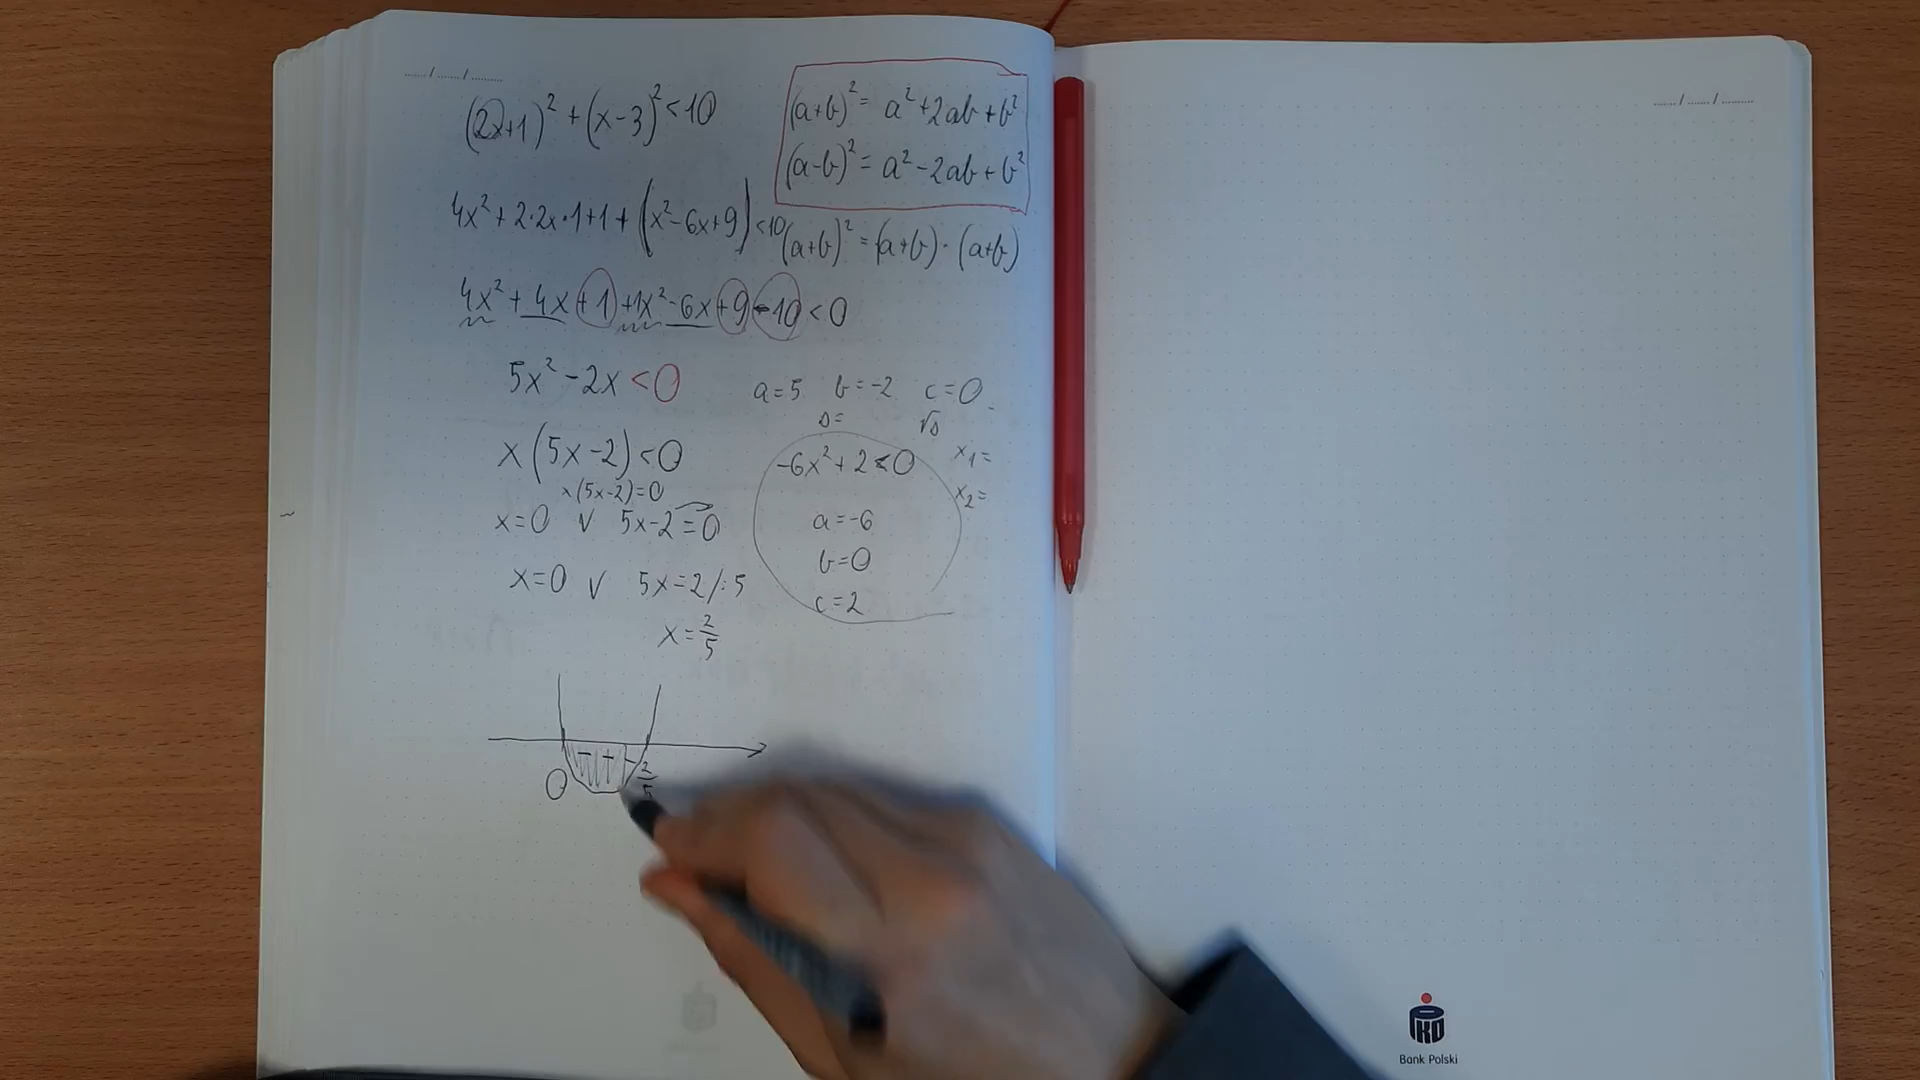 ...... / ...... / .........
(2x+1)² + (x-3)² < 10
(a+b)² = a² + 2ab + b²
(a-b)² = a² - 2ab + b²
4x² + 2·2x·1 + 1 + (x² - 6x + 9) < 10
(a+b)² = (a+b)·(a+b)
4x² + 4x + 1 + 1x² - 6x + 9 - 10 < 0
5x² - 2x < 0
a = 5 b = -2 c = 0
Δ = √Δ
x₁ =
x₂ =
x(5x-2) < 0
x(5x-2) = 0
x = 0 ∨ 5x - 2 = 0
x = 0 ∨ 5x = 2 /:5
x = 2/5
-6x² + 2 < 0
a = -6
b = 0
c = 2
0 2/5
...... / ...... / .........
PKO
Bank Polski